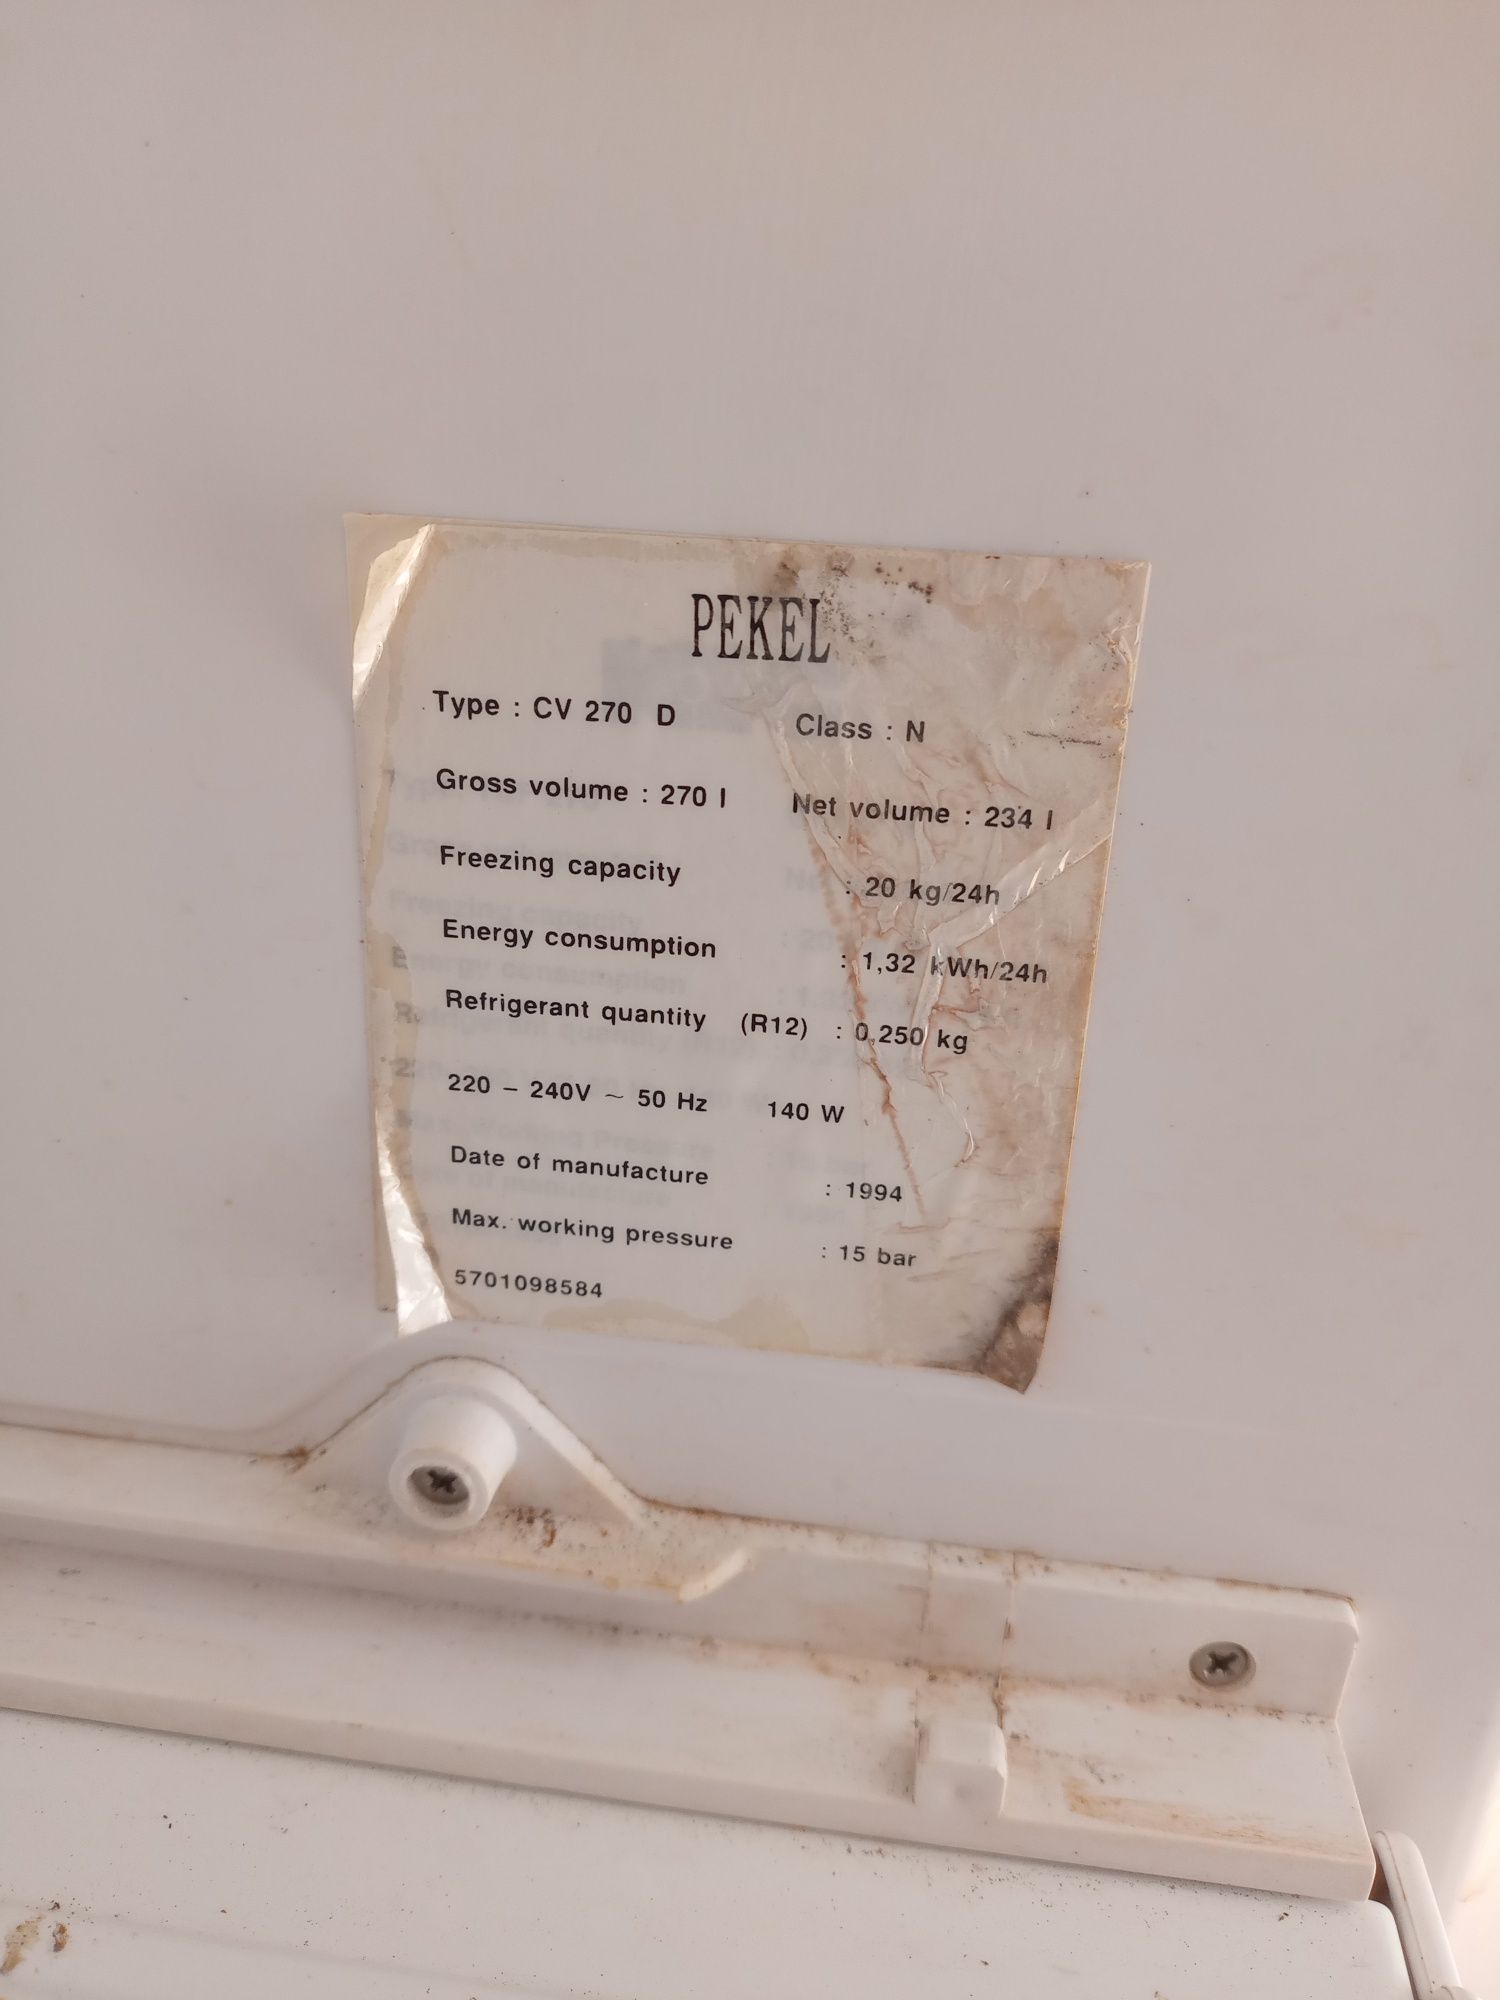 PEKEL
Type : CV 270 D Class : N
Gross volume : 270 l Net volume : 234 l
Freezing capacity : 20 kg/24h
Energy consumption : 1,32 kWh/24h
Refrigerant quantity (R12) : 0,250 kg
220 – 240V ~ 50 Hz 140 W
Date of manufacture : 1994
Max. working pressure : 15 bar
5701098584